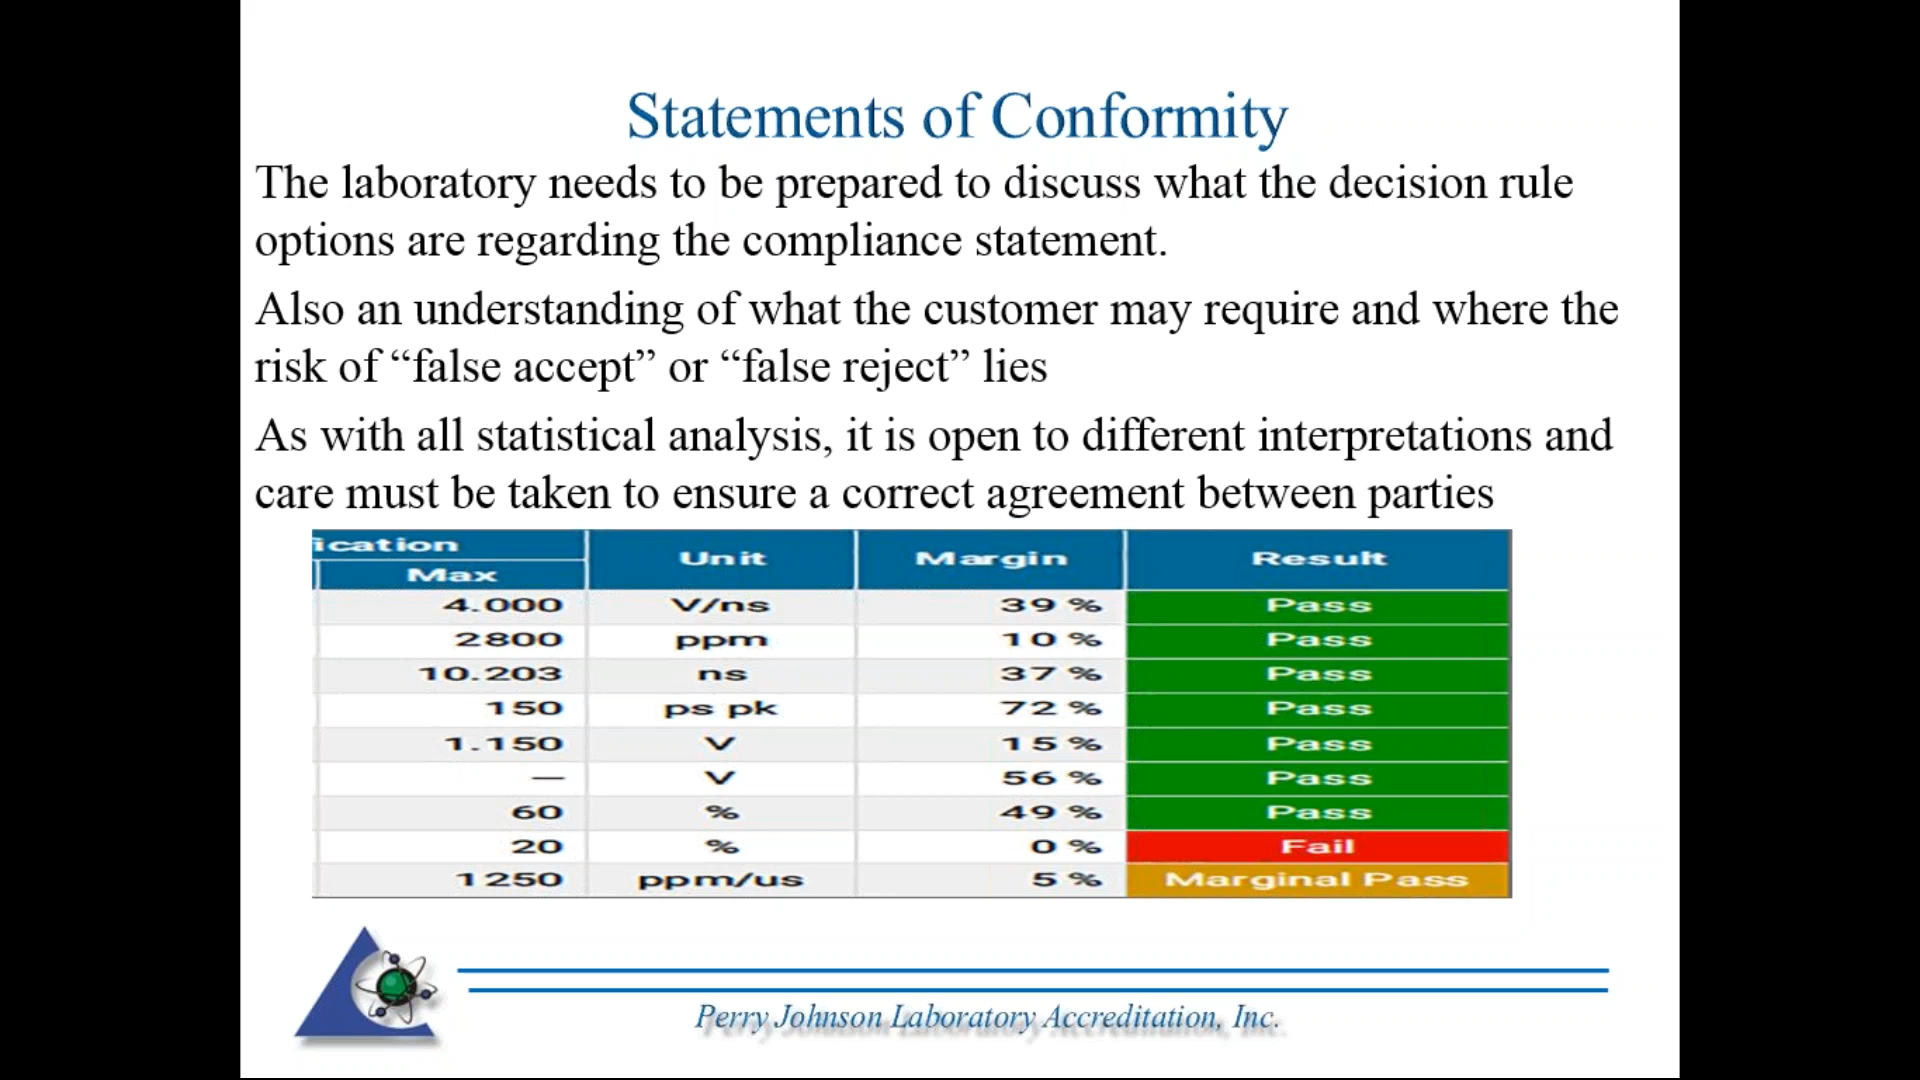 Statements of Conformity
The laboratory needs to be prepared to discuss what the decision rule
options are regarding the compliance statement.
Also an understanding of what the customer may require and where the
risk of “false accept” or “false reject” lies
As with all statistical analysis, it is open to different interpretations and
care must be taken to ensure a correct agreement between parties
ication Unit Margin Result
Max
4.000 V/ns 39 % Pass
2800 ppm 10 % Pass
10.203 ns 37 % Pass
150 ps pk 72 % Pass
1.150 V 15 % Pass
— V 56 % Pass
60 % 49 % Pass
20 % 0 % Fail
1250 ppm/us 5 % Marginal Pass
Perry Johnson Laboratory Accreditation, Inc.